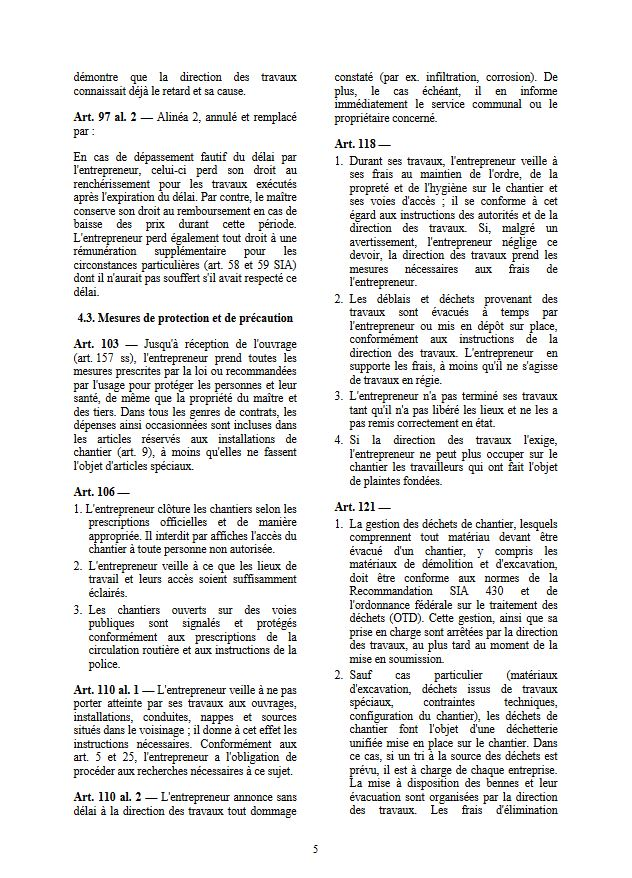 démontre que la direction des travaux
connaissait déjà le retard et sa cause.
Art. 97 al. 2 — Alinéa 2, annulé et remplacé
par :
En cas de dépassement fautif du délai par
l'entrepreneur, celui-ci perd son droit au
renchérissement pour les travaux exécutés
après l'expiration du délai. Par contre, le maître
conserve son droit au remboursement en cas de
baisse des prix durant cette période.
L'entrepreneur perd également tout droit à une
rémunération supplémentaire pour les
circonstances particulières (art. 58 et 59 SIA)
dont il n'aurait pas souffert s'il avait respecté ce
délai.
4.3. Mesures de protection et de précaution
Art. 103 — Jusqu'à réception de l'ouvrage
(art. 157 ss), l'entrepreneur prend toutes les
mesures prescrites par la loi ou recommandées
par l'usage pour protéger les personnes et leur
santé, de même que la propriété du maître et
des tiers. Dans tous les genres de contrats, les
dépenses ainsi occasionnées sont incluses dans
les articles réservés aux installations de
chantier (art. 9), à moins qu'elles ne fassent
l'objet d'articles spéciaux.
Art. 106 —
1. L'entrepreneur clôture les chantiers selon les
prescriptions officielles et de manière
appropriée. Il interdit par affiches l'accès du
chantier à toute personne non autorisée.
2. L'entrepreneur veille à ce que les lieux de
travail et leurs accès soient suffisamment
éclairés.
3. Les chantiers ouverts sur des voies
publiques sont signalés et protégés
conformément aux prescriptions de la
circulation routière et aux instructions de la
police.
Art. 110 al. 1 — L'entrepreneur veille à ne pas
porter atteinte par ses travaux aux ouvrages,
installations, conduites, nappes et sources
situés dans le voisinage ; il donne à cet effet les
instructions nécessaires. Conformément aux
art. 5 et 25, l'entrepreneur a l'obligation de
procéder aux recherches nécessaires à ce sujet.
Art. 110 al. 2 — L'entrepreneur annonce sans
délai à la direction des travaux tout dommage
constaté (par ex. infiltration, corrosion). De
plus, le cas échéant, il en informe
immédiatement le service communal ou le
propriétaire concerné.
Art. 118 —
1. Durant ses travaux, l'entrepreneur veille à
ses frais au maintien de l'ordre, de la
propreté et de l'hygiène sur le chantier et
ses voies d'accès ; il se conforme à cet
égard aux instructions des autorités et de la
direction des travaux. Si, malgré un
avertissement, l'entrepreneur néglige ce
devoir, la direction des travaux prend les
mesures nécessaires aux frais de
l'entrepreneur.
2. Les déblais et déchets provenant des
travaux sont évacués à temps par
l'entrepreneur ou mis en dépôt sur place,
conformément aux instructions de la
direction des travaux. L'entrepreneur en
supporte les frais, à moins qu'il ne s'agisse
de travaux en régie.
3. L'entrepreneur n'a pas terminé ses travaux
tant qu'il n'a pas libéré les lieux et ne les a
pas remis correctement en état.
4. Si la direction des travaux l'exige,
l'entrepreneur ne peut plus occuper sur le
chantier les travailleurs qui ont fait l'objet
de plaintes fondées.
Art. 121 —
1. La gestion des déchets de chantier, lesquels
comprennent tout matériau devant être
évacué d'un chantier, y compris les
matériaux de démolition et d'excavation,
doit être conforme aux normes de la
Recommandation SIA 430 et de
l'ordonnance fédérale sur le traitement des
déchets (OTD). Cette gestion, ainsi que sa
prise en charge sont arrêtées par la direction
des travaux, au plus tard au moment de la
mise en soumission.
2. Sauf cas particulier (matériaux
d'excavation, déchets issus de travaux
spéciaux, contraintes techniques,
configuration du chantier), les déchets de
chantier font l'objet d'une déchetterie
unifiée mise en place sur le chantier. Dans
ce cas, si un tri à la source des déchets est
prévu, il est à charge de chaque entreprise.
La mise à disposition des bennes et leur
évacuation sont organisées par la direction
des travaux. Les frais d'élimination
5